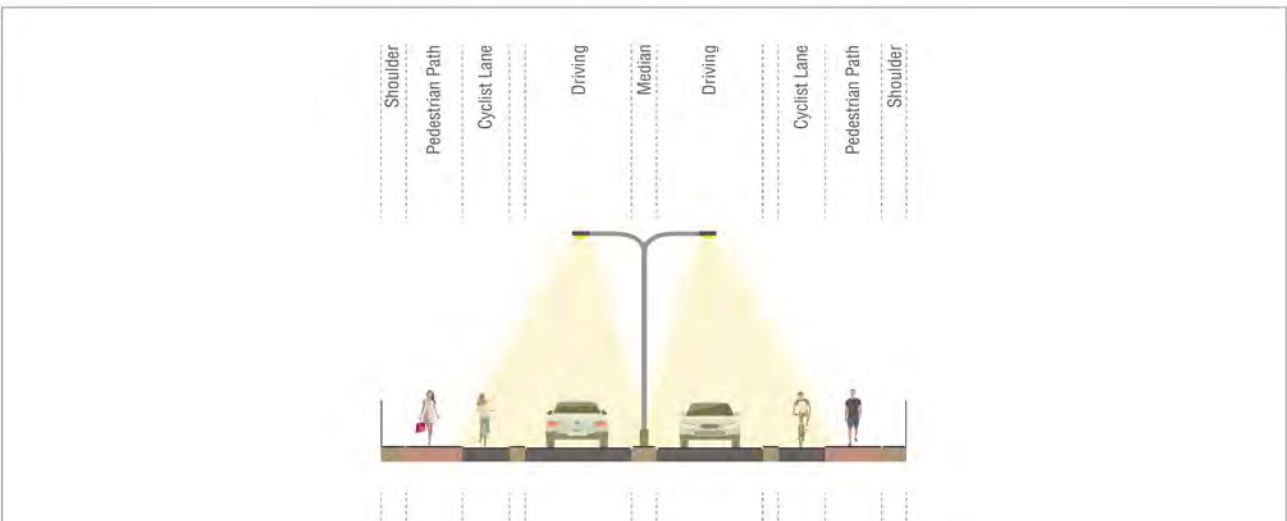 Shoulder
Pedestrian Path
Cyclist Lane
Driving
Median
Driving
Cyclist Lane
Pedestrian Path
Shoulder